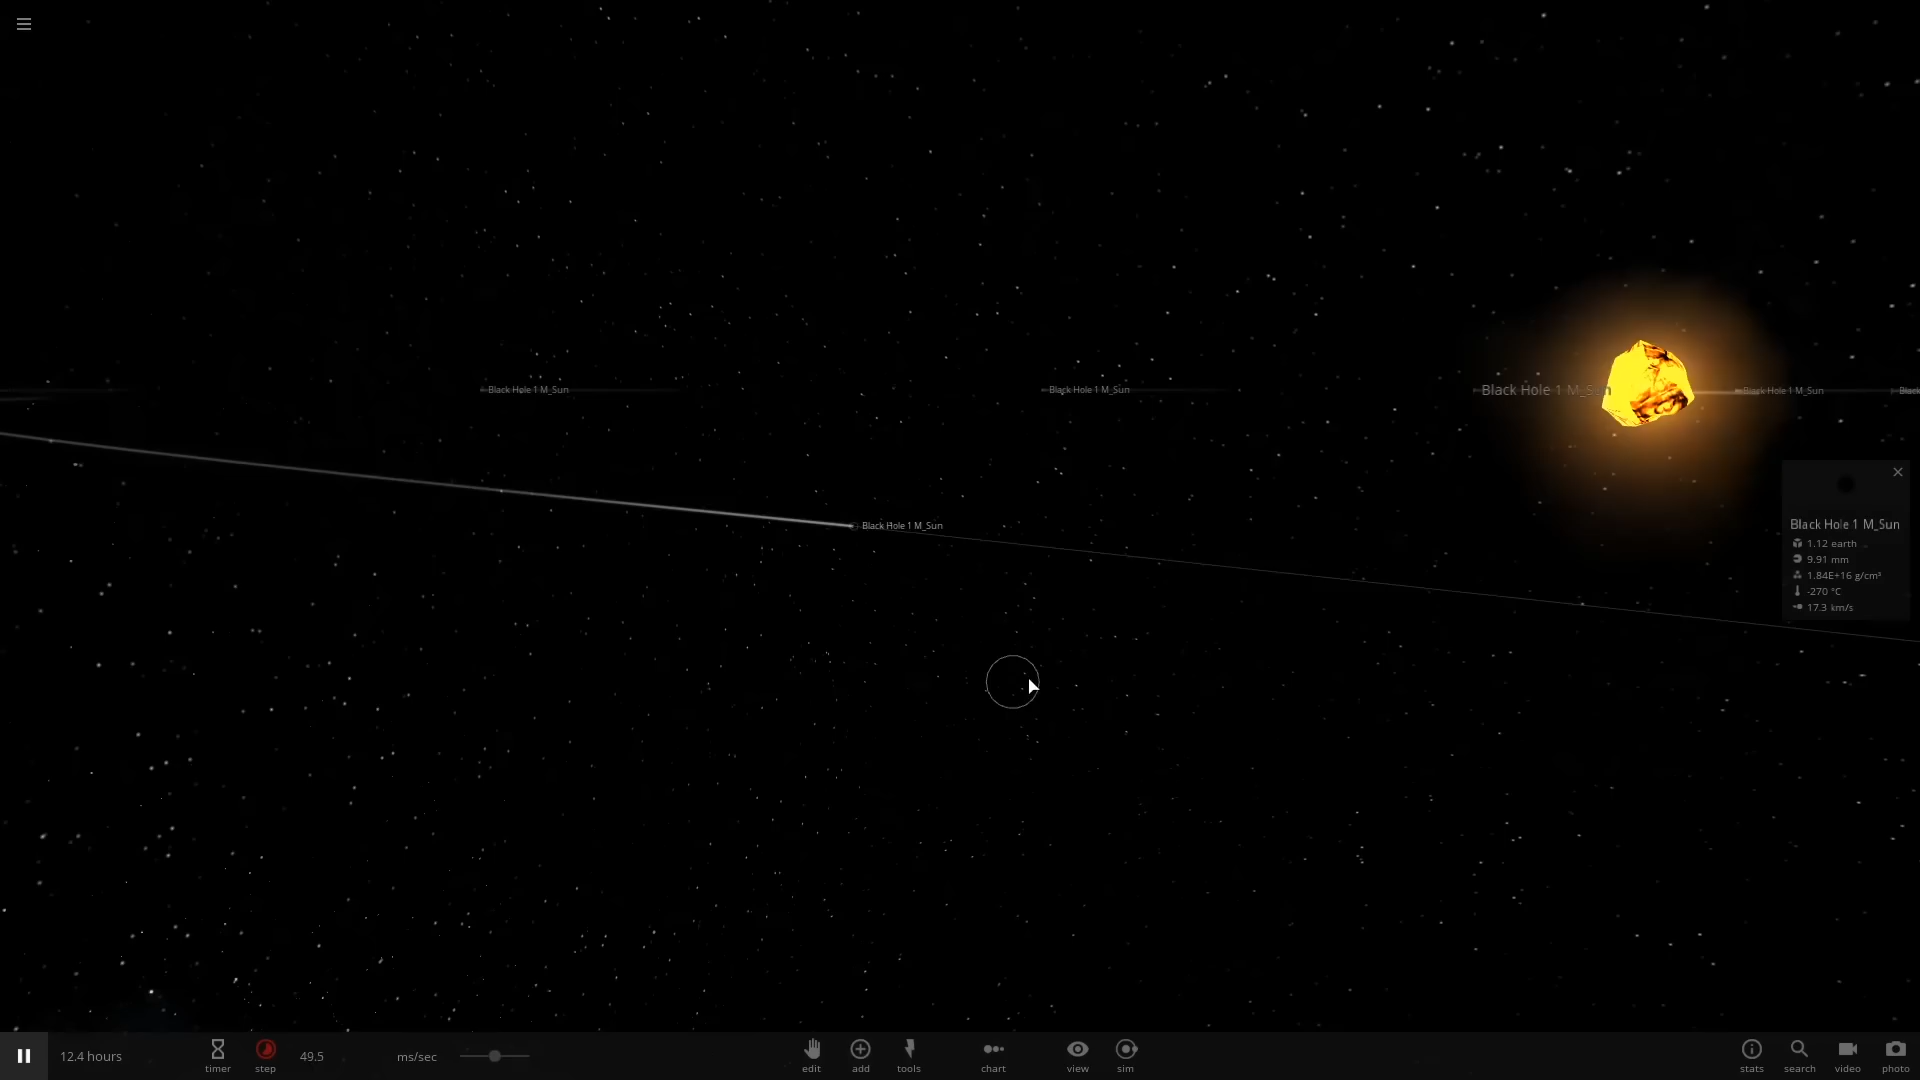 Black Hole 1 M_Sun
Black Hole 1 M_Sun
Black Hole 1 M_Sun
Black Hole 1 M_Sun
Black
Black Hole 1 M_Sun
Black Hole 1 M_Sun
1.12 earth
9.91 mm
1.84E+16 g/cm³
-270 °C
17.3 km/s
12.4 hours
timer
step
49.5
ms/sec
edit
add
tools
chart
view
sim
stats
search
video
photo